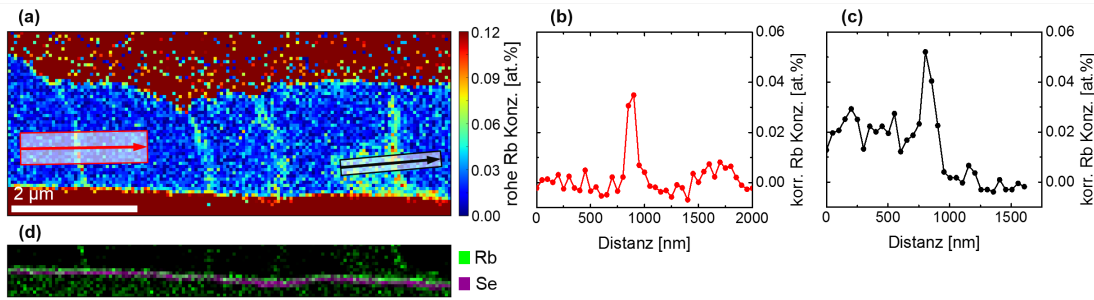 (a)
2 µm
0.12
0.09
0.06
0.03
0.00
rohe Rb Konz. [at.%]
(b)
0.06
0.04
0.02
0.00
korr. Rb Konz. [at.%]
0
500
1000
1500
2000
Distanz [nm]
(c)
0.06
0.04
0.02
0.00
korr. Rb Konz. [at.%]
0
500
1000
1500
Distanz [nm]
(d)
Rb
Se